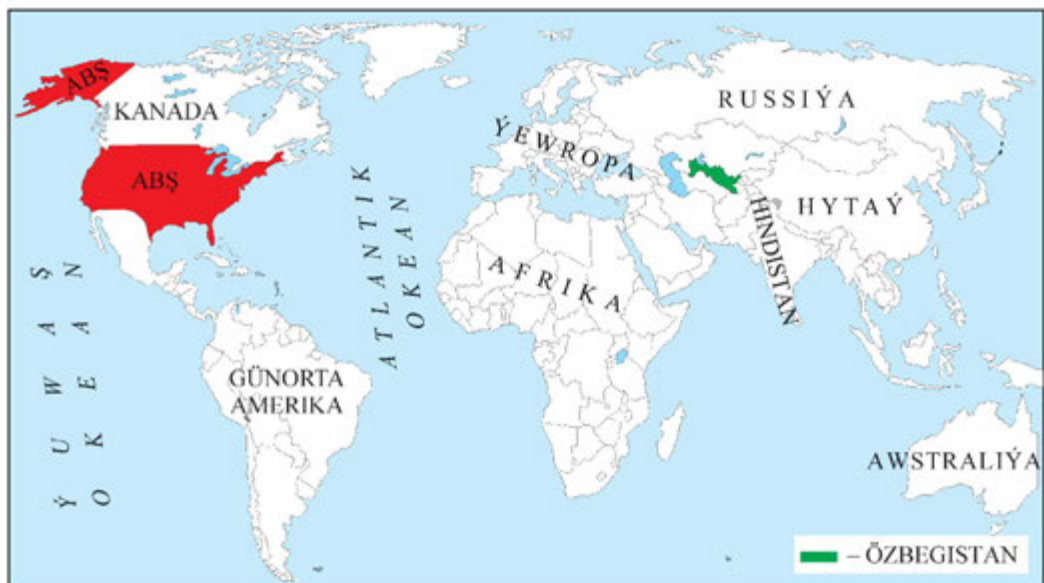 ABŞ
KANADA
RUSSIÝA
ÝEWROPA
ABŞ
HYTAÝ
HINDISTAN
AFRIKA
ATLANTIK
OKEAN
ÝUWAŞ
OKEAN
GÜNORTA
AMERIKA
AWSTRALIÝA
– ÖZBEGISTAN